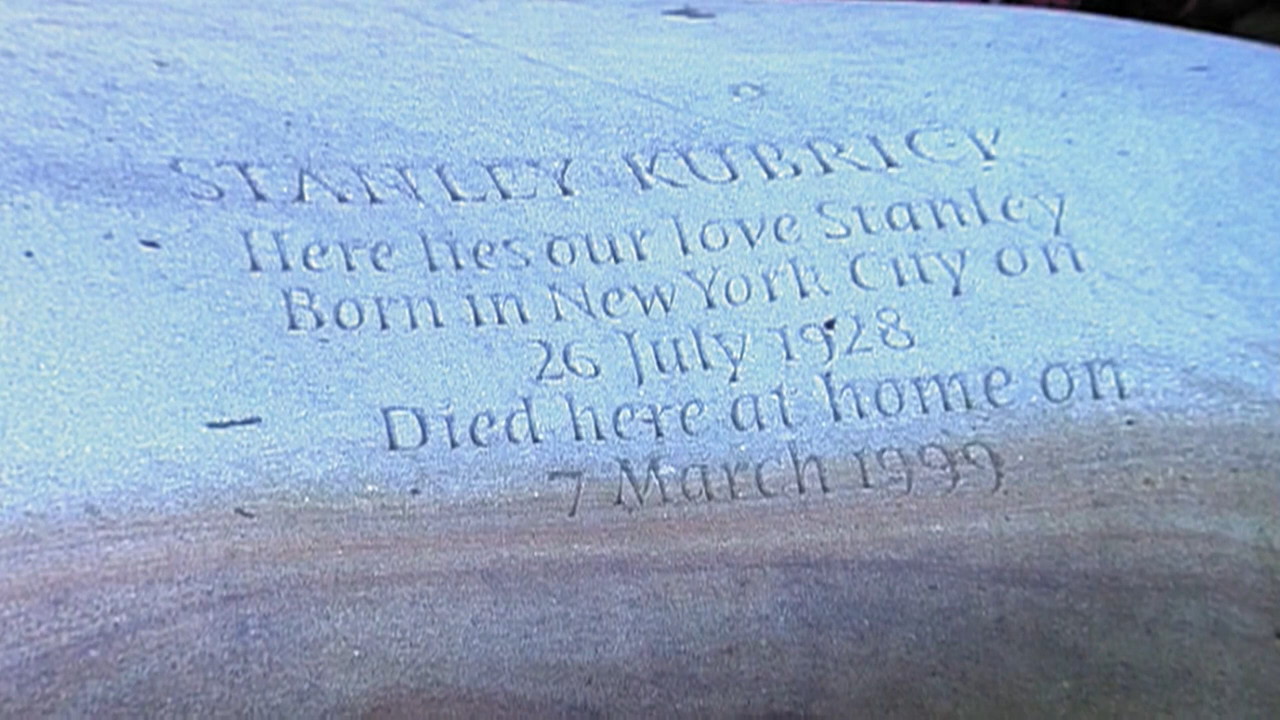 STANLEY KUBRICK
Here lies our love Stanley
Born in New York City on
26 July 1928
Died here at home on
7 March 1999